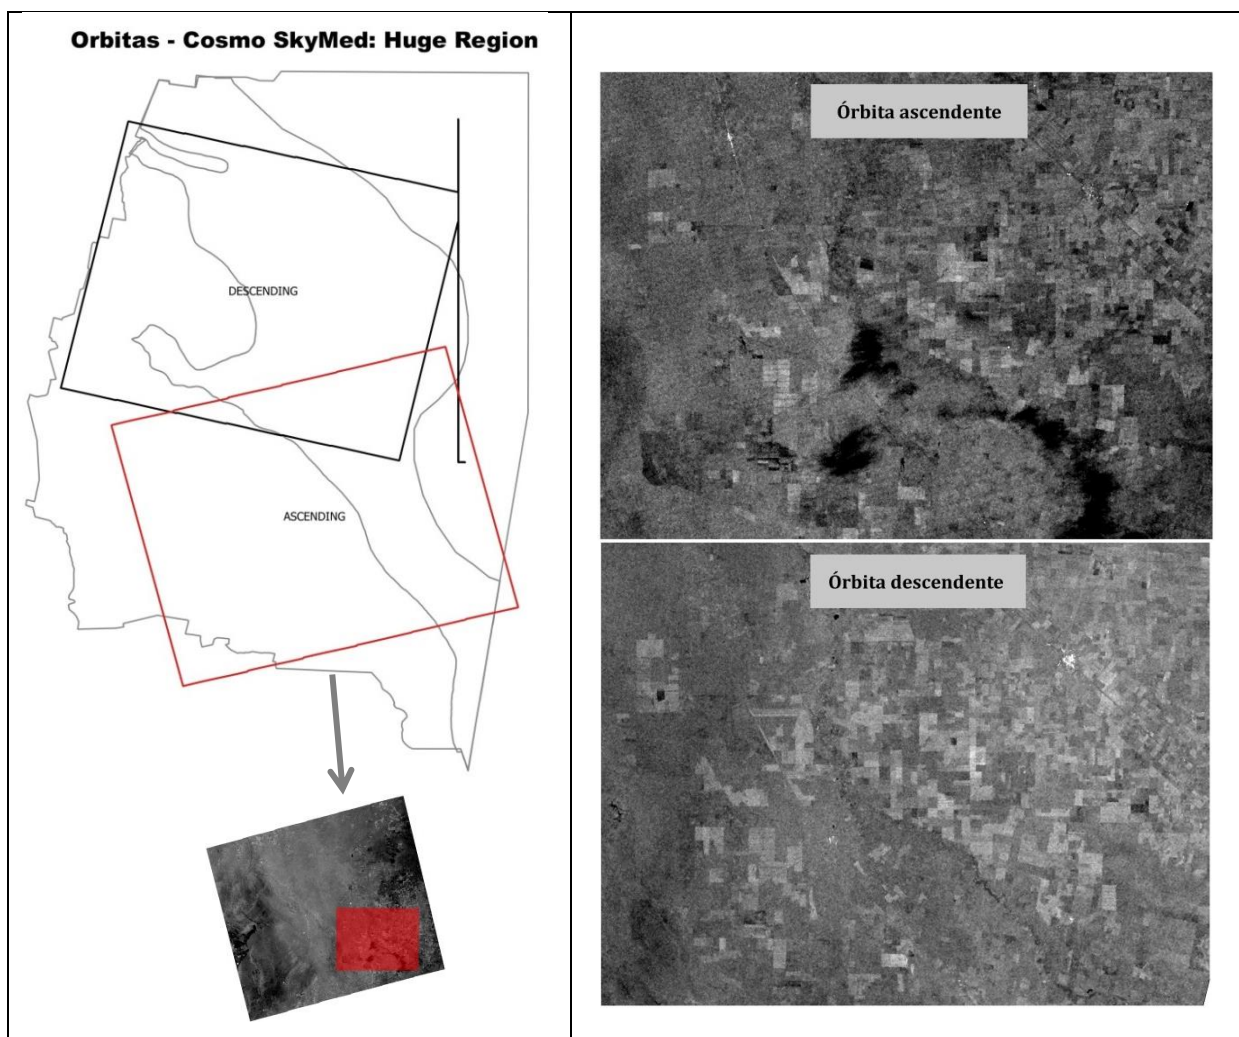 Orbitas - Cosmo SkyMed: Huge Region
DESCENDING
ASCENDING
Órbita ascendente
Órbita descendente